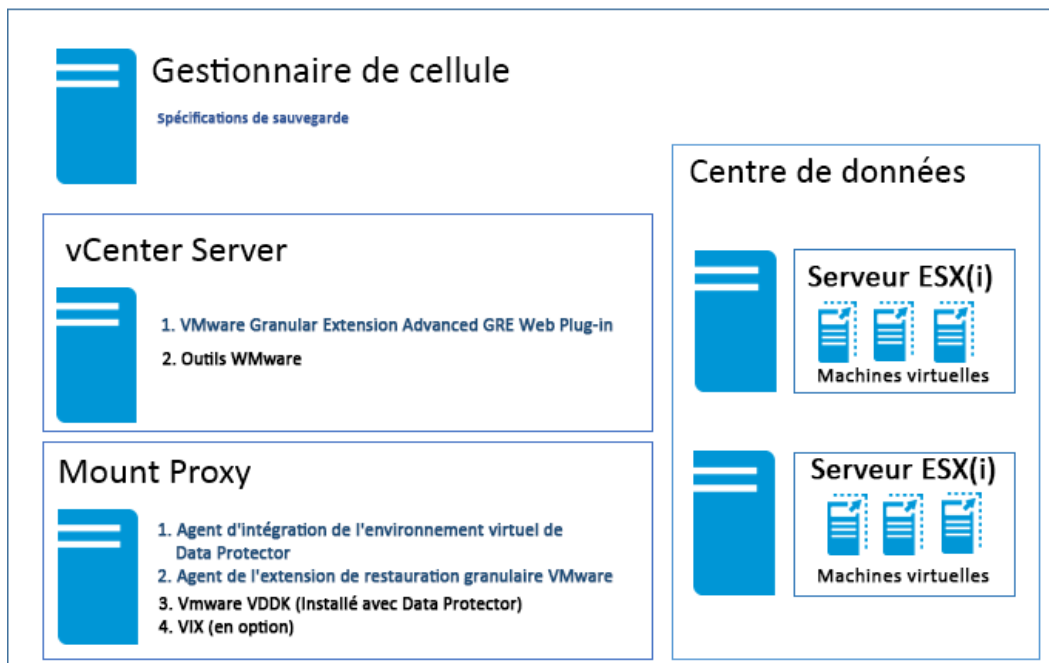 Gestionnaire de cellule
Spécifications de sauvegarde
vCenter Server
1. VMware Granular Extension Advanced GRE Web Plug-in
2. Outils WMware
Mount Proxy
1. Agent d'intégration de l'environnement virtuel de
Data Protector
2. Agent de l'extension de restauration granulaire VMware
3. Vmware VDDK (Installé avec Data Protector)
4. VIX (en option)
Centre de données
Serveur ESX(i)
Machines virtuelles
Serveur ESX(i)
Machines virtuelles